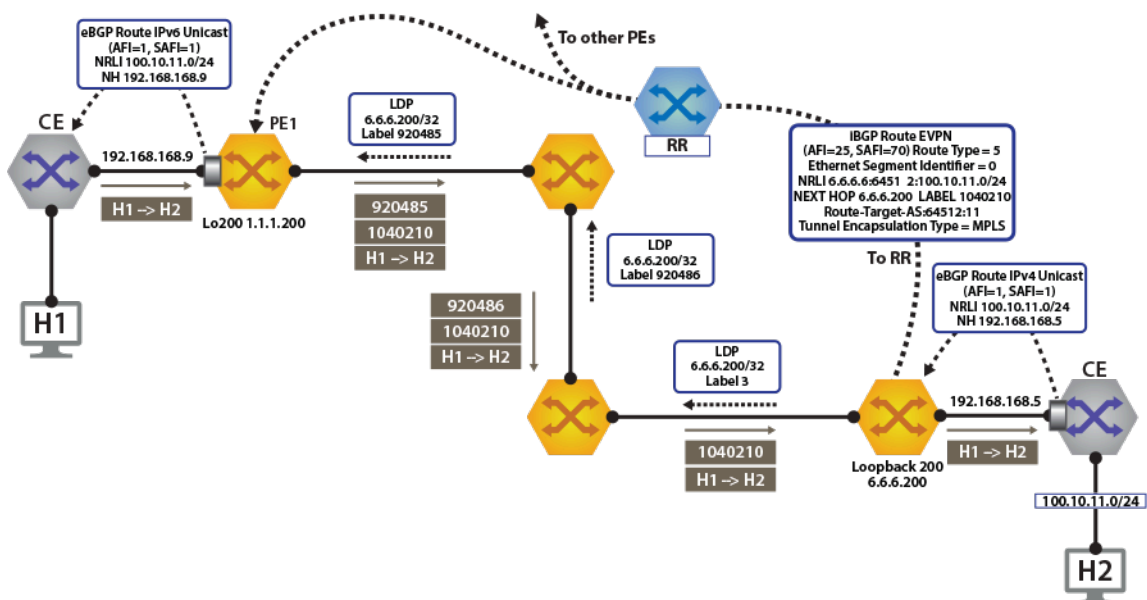 eBGP Route IPv6 Unicast
(AFI=1, SAFI=1)
NRLI 100.10.11.0/24
NH 192.168.168.9
To other PEs
CE
PE1
LDP
6.6.6.200/32
Label 920485
RR
192.168.168.9
H1 –> H2
Lo200 1.1.1.200
920485
1040210
H1 –> H2
iBGP Route EVPN
(AFI=25, SAFI=70) Route Type = 5
Ethernet Segment Identifier = 0
NRLI 6.6.6.6:6451 2:100.10.11.0/24
NEXT HOP 6.6.6.200 LABEL 1040210
Route-Target-AS:64512:11
Tunnel Encapsulation Type = MPLS
To RR
LDP
6.6.6.200/32
Label 920486
eBGP Route IPv4 Unicast
(AFI=1, SAFI=1)
NRLI 100.10.11.0/24
NH 192.168.168.5
H1
920486
1040210
H1 –> H2
LDP
6.6.6.200/32
Label 3
CE
192.168.168.5
1040210
H1 –> H2
Loopback 200
6.6.6.200
H1 –> H2
100.10.11.0/24
H2